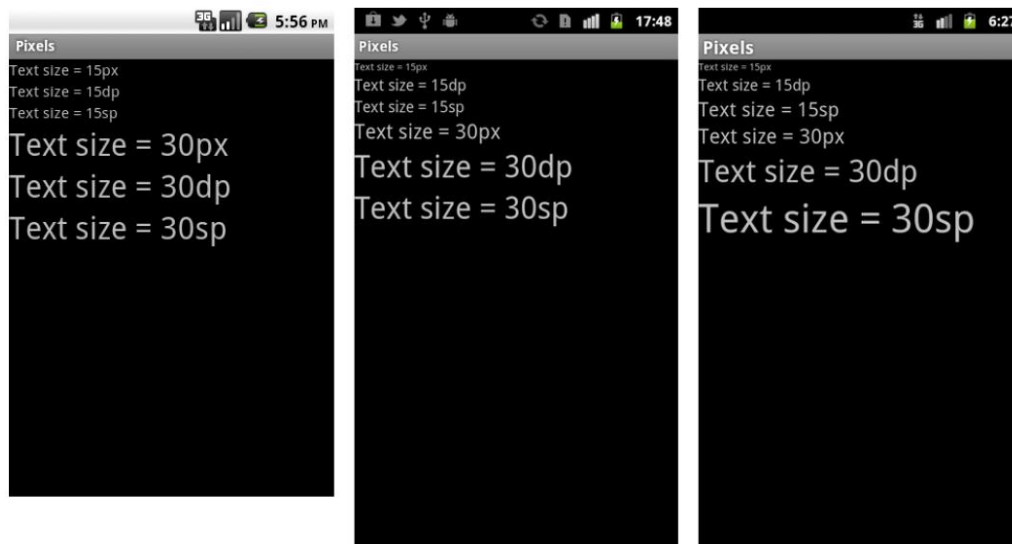 3G 5:56 PM
Pixels
Text size = 15px
Text size = 15dp
Text size = 15sp
Text size = 30px
Text size = 30dp
Text size = 30sp
17:48
Pixels
Text size = 15px
Text size = 15dp
Text size = 15sp
Text size = 30px
Text size = 30dp
Text size = 30sp
3G 6:27
Pixels
Text size = 15px
Text size = 15dp
Text size = 15sp
Text size = 30px
Text size = 30dp
Text size = 30sp